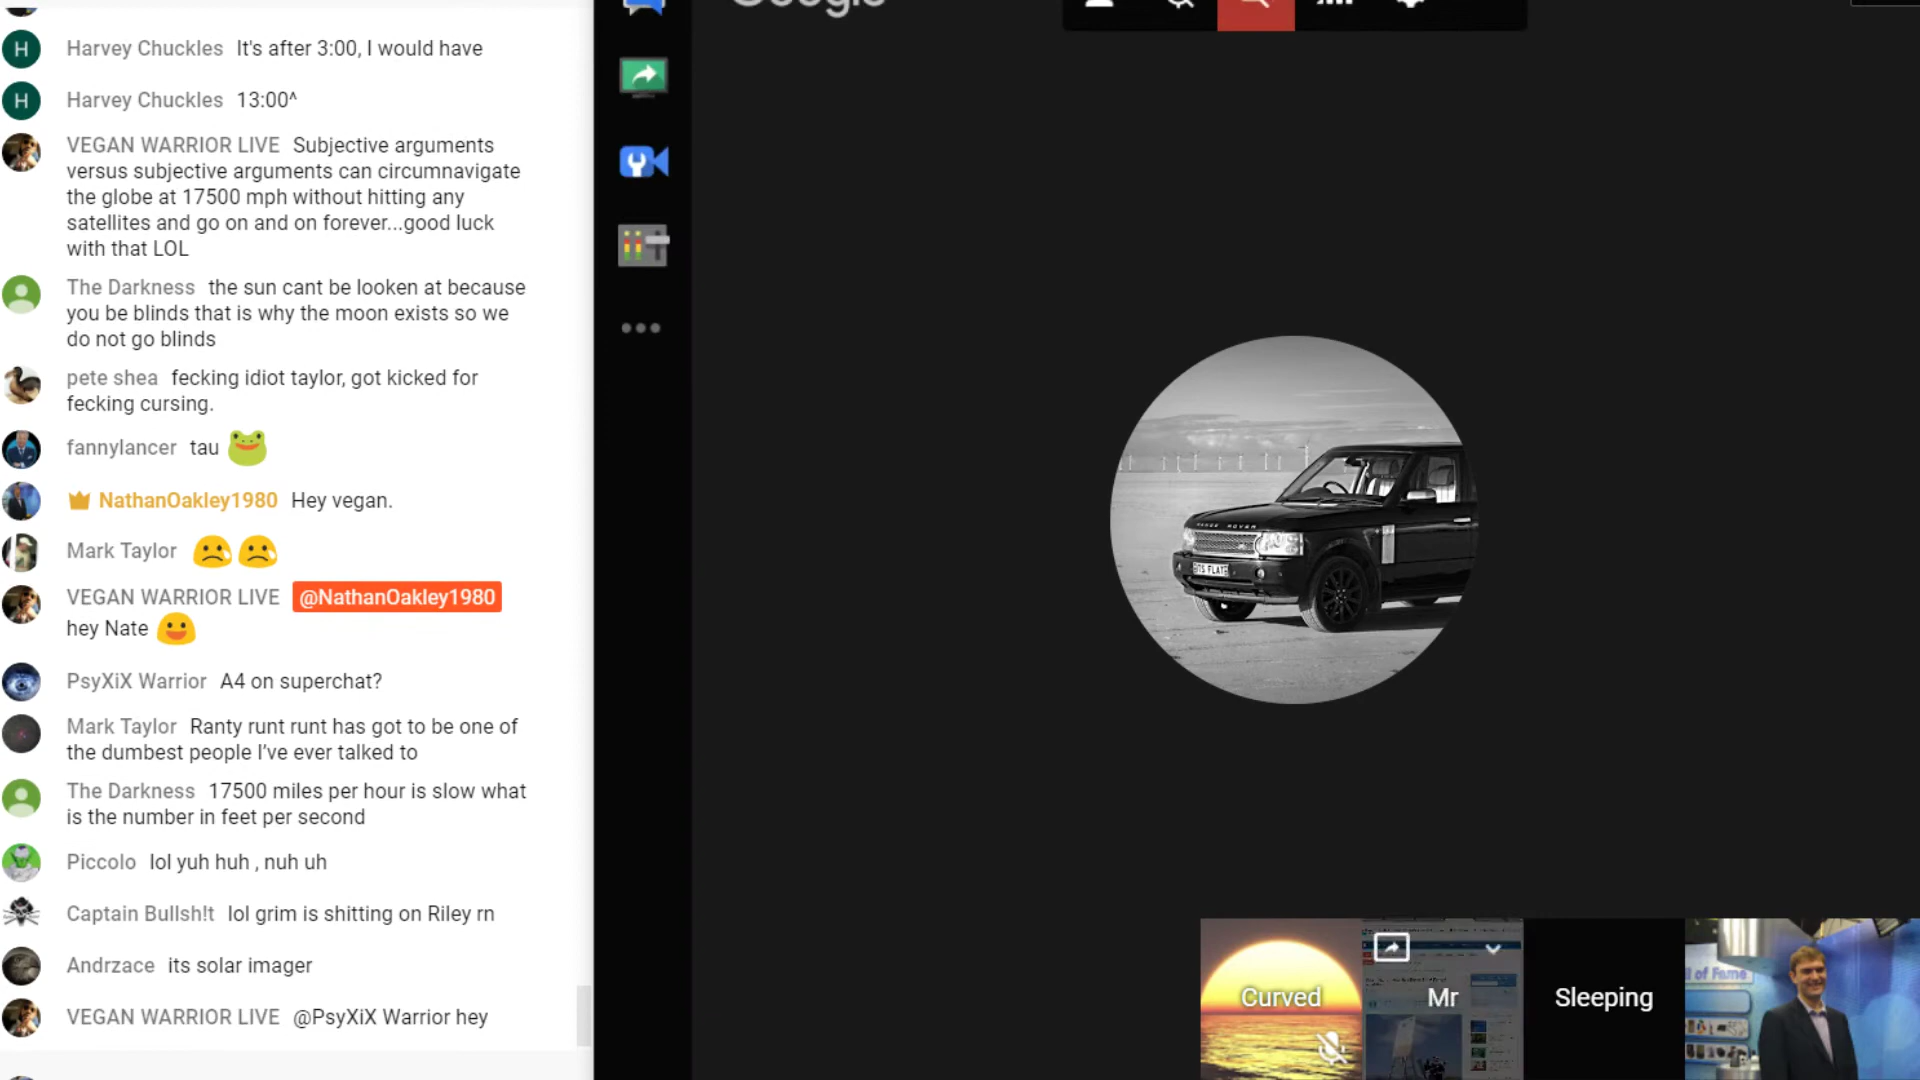 Google
Harvey Chuckles It's after 3:00, I would have
Harvey Chuckles 13:00^
VEGAN WARRIOR LIVE Subjective arguments
versus subjective arguments can circumnavigate
the globe at 17500 mph without hitting any
satellites and go on and on forever...good luck
with that LOL
The Darkness the sun cant be looken at because
you be blinds that is why the moon exists so we
do not go blinds
pete shea fecking idiot taylor, got kicked for
fecking cursing.
fannylancer tau
NathanOakley1980 Hey vegan.
Mark Taylor
VEGAN WARRIOR LIVE @NathanOakley1980
hey Nate
PsyXiX Warrior A4 on superchat?
Mark Taylor Ranty runt runt has got to be one of
the dumbest people I've ever talked to
The Darkness 17500 miles per hour is slow what
is the number in feet per second
Piccolo lol yuh huh , nuh uh
Captain Bullsh!t lol grim is shitting on Riley rn
Andrzace its solar imager
VEGAN WARRIOR LIVE @PsyXiX Warrior hey
H
H
RANGE ROVER
ITS FLAT
Curved
Mr
Sleeping
l of Fame